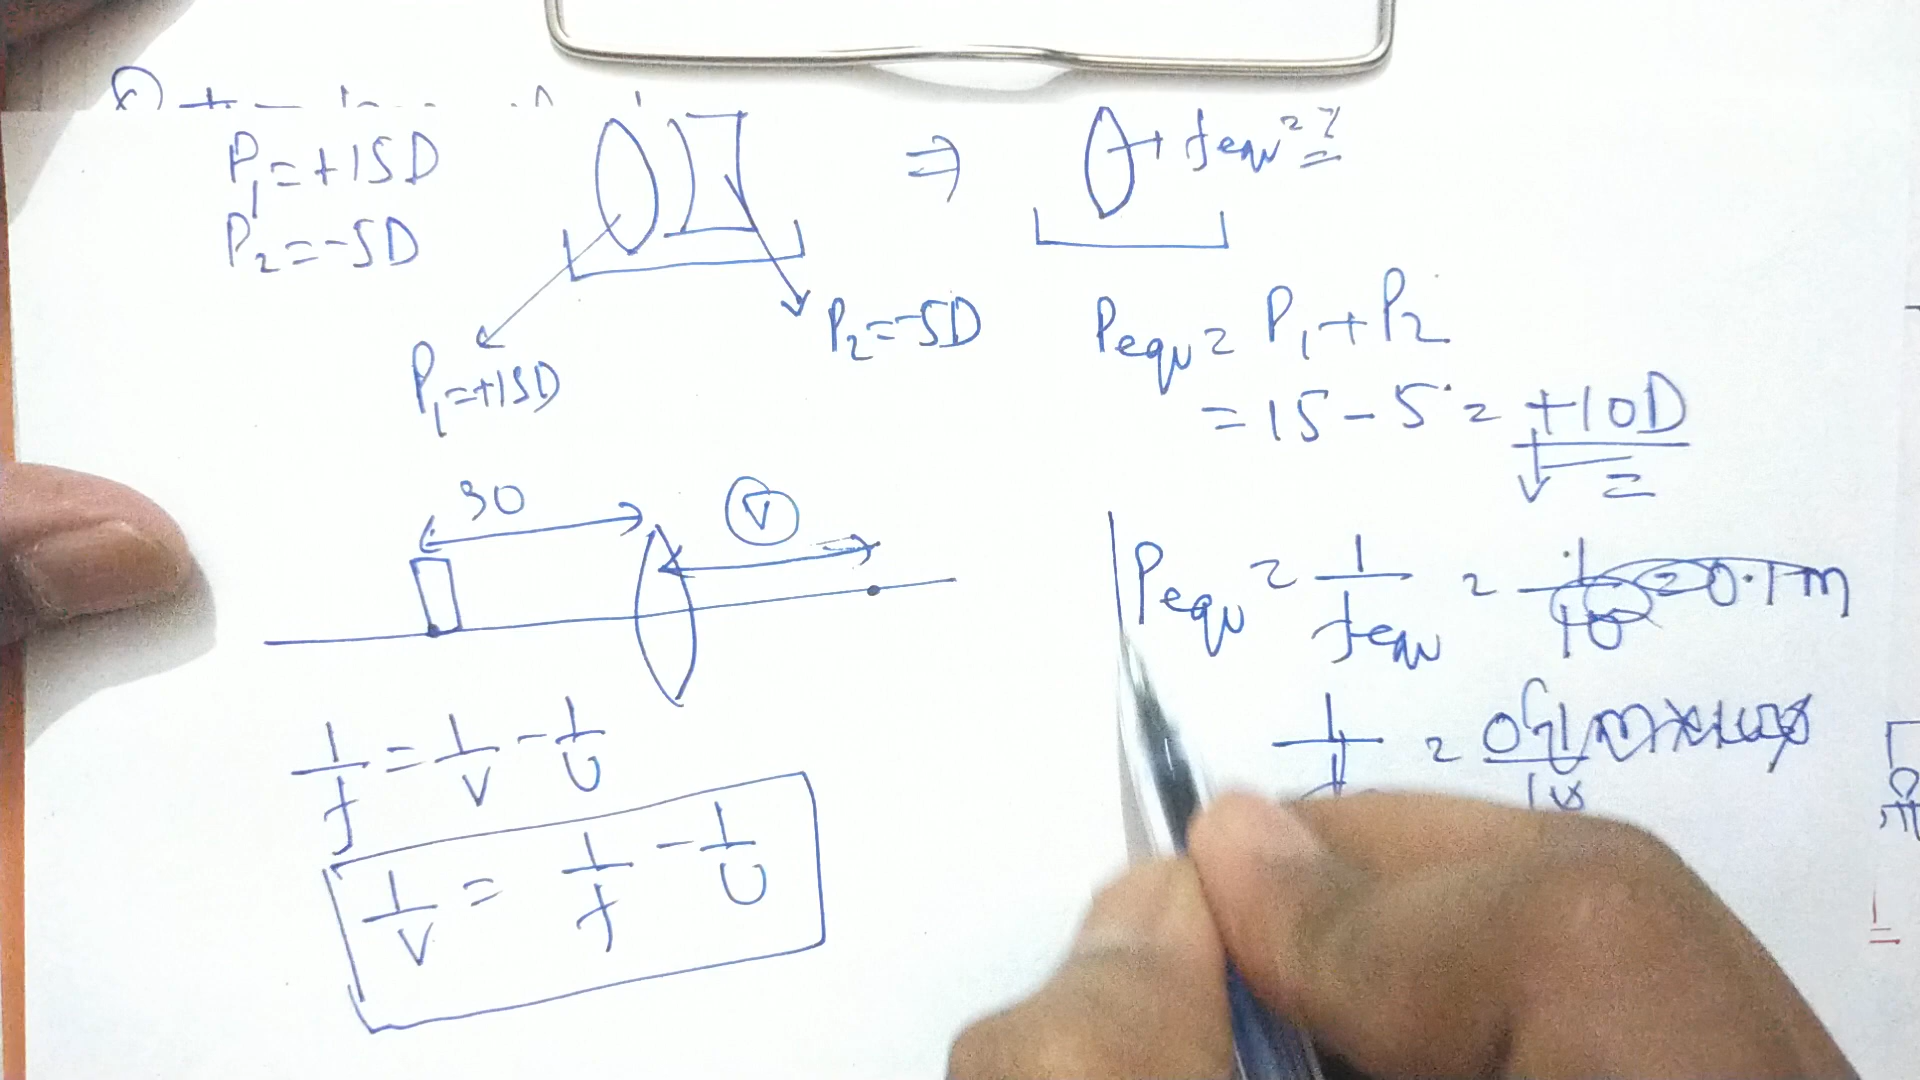 P₁=+15D
P₂=-5D
⇒
+ fequ = ?
P₂=-5D
P₁=+15D
Pequ = P₁+P₂
= 15-5 = +10D
30
V
Pequ = 1/fequ = 1/10 = 0.1m
1/f = 1/v - 1/u
1/v = 1/f - 1/u